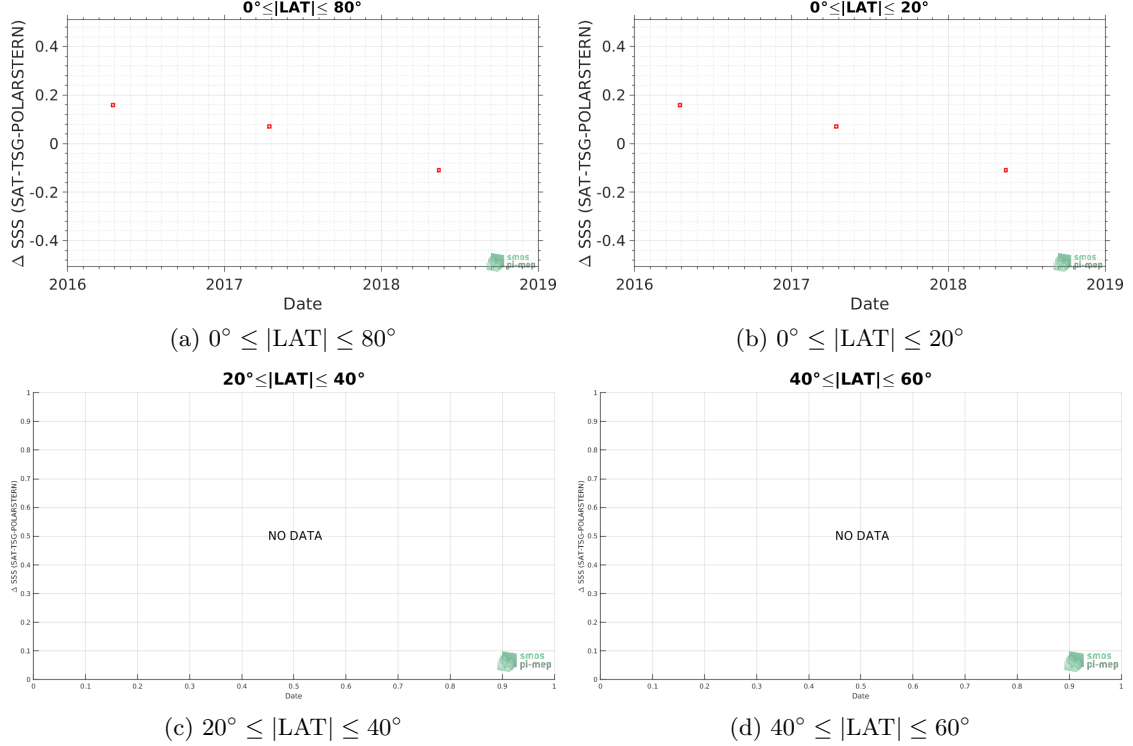 0°≤|LAT|≤ 80°
Δ SSS (SAT-TSG-POLARSTERN)
0.4
0.2
0
-0.2
-0.4
2016 2017 2018 2019
Date
smos
pi-mep
(a) 0° ≤ |LAT| ≤ 80°
0°≤|LAT|≤ 20°
Δ SSS (SAT-TSG-POLARSTERN)
0.4
0.2
0
-0.2
-0.4
2016 2017 2018 2019
Date
smos
pi-mep
(b) 0° ≤ |LAT| ≤ 20°
20°≤|LAT|≤ 40°
Δ SSS (SAT-TSG-POLARSTERN)
1
0.9
0.8
0.7
0.6
0.5
0.4
0.3
0.2
0.1
0
NO DATA
smos
pi-mep
0 0.1 0.2 0.3 0.4 0.5 0.6 0.7 0.8 0.9 1
Date
(c) 20° ≤ |LAT| ≤ 40°
40°≤|LAT|≤ 60°
Δ SSS (SAT-TSG-POLARSTERN)
1
0.9
0.8
0.7
0.6
0.5
0.4
0.3
0.2
0.1
0
NO DATA
smos
pi-mep
0 0.1 0.2 0.3 0.4 0.5 0.6 0.7 0.8 0.9 1
Date
(d) 40° ≤ |LAT| ≤ 60°